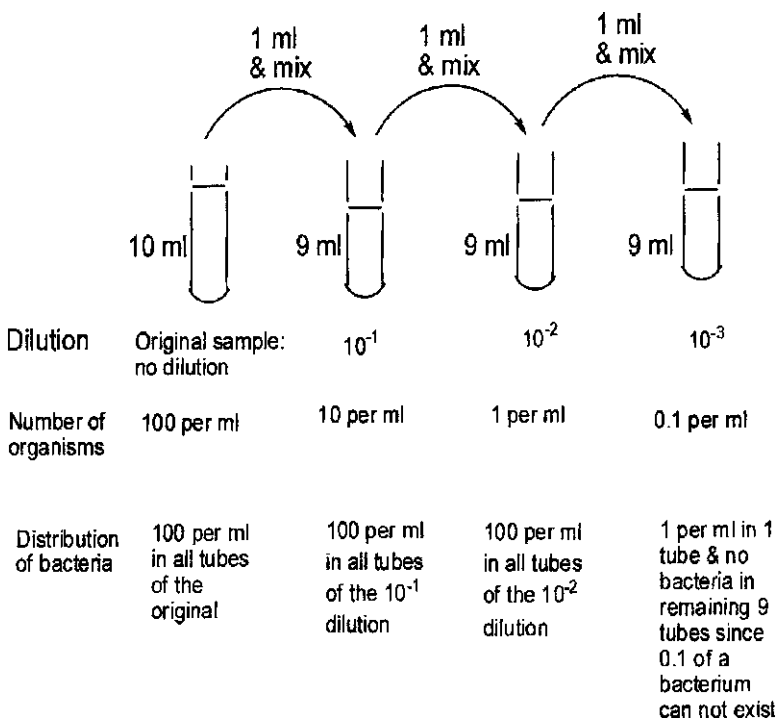 1 ml
& mix
1 ml
& mix
1 ml
& mix
10 ml
9 ml
9 ml
9 ml
Dilution
Original sample:
no dilution
10⁻¹
10⁻²
10⁻³
Number of
organisms
100 per ml
10 per ml
1 per ml
0.1 per ml
Distribution
of bacteria
100 per ml
in all tubes
of the
original
100 per ml
in all tubes
of the 10⁻¹
dilution
100 per ml
in all tubes
of the 10⁻²
dilution
1 per ml in 1
tube & no
bacteria in
remaining 9
tubes since
0.1 of a
bacterium
can not exist